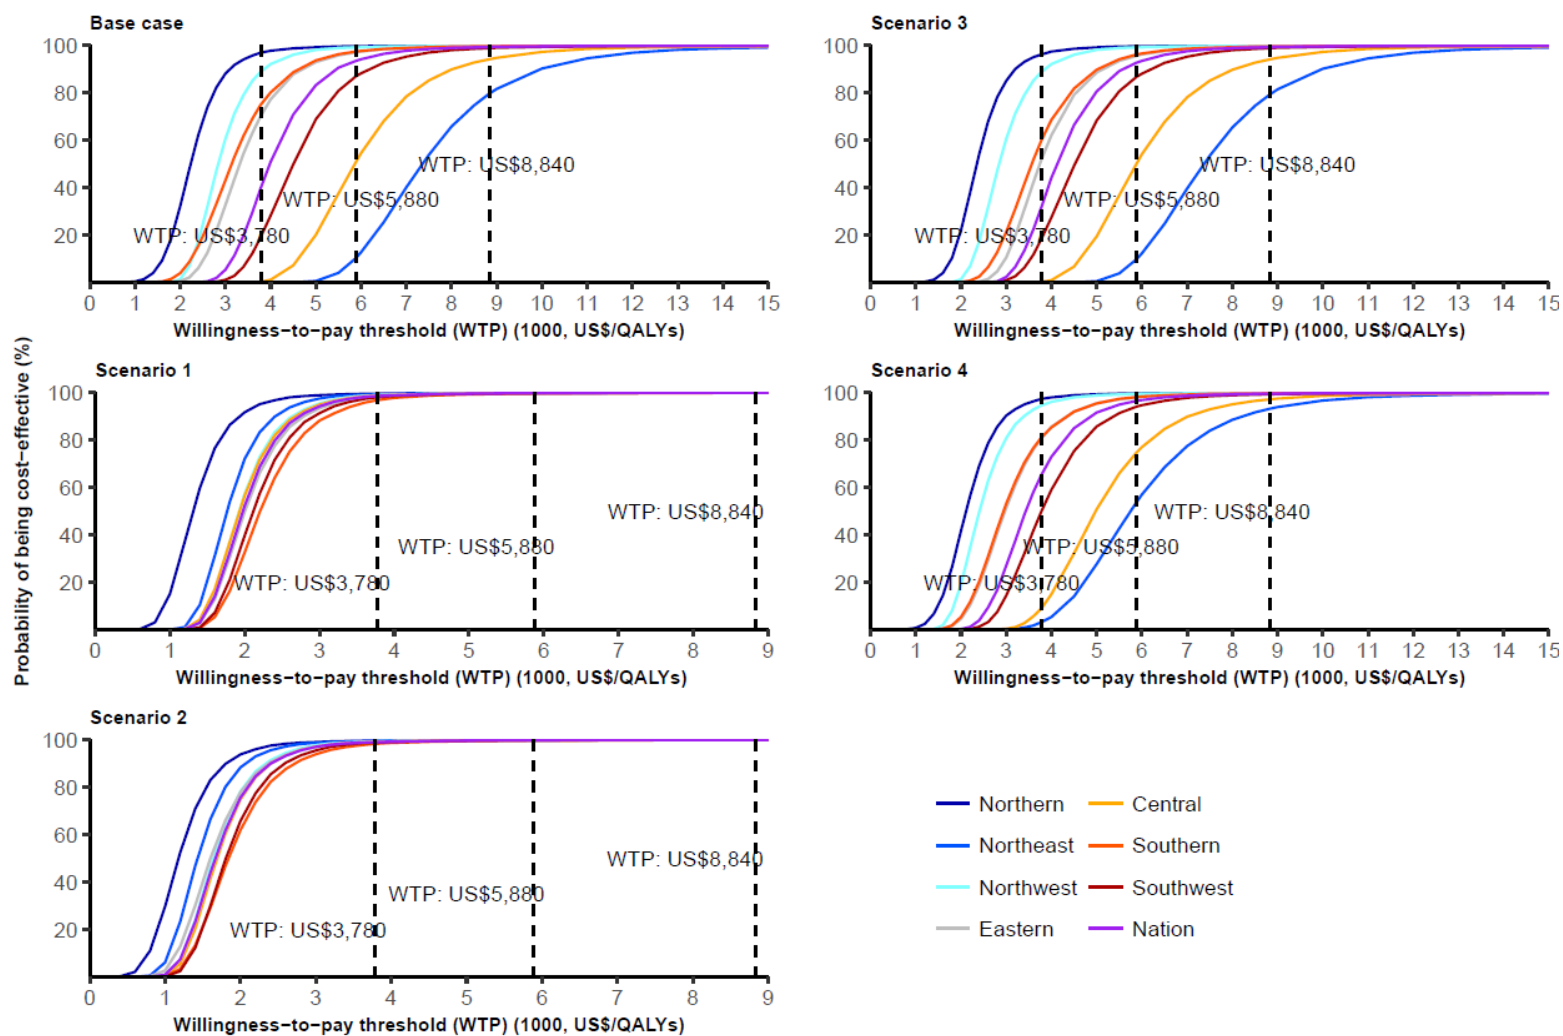 Base case
100
80
60
40
20
WTP: US$8,840
WTP: US$5,880
WTP: US$3,780
0 1 2 3 4 5 6 7 8 9 10 11 12 13 14 15
Willingness−to−pay threshold (WTP) (1000, US$/QALYs)
Scenario 3
100
80
60
40
20
WTP: US$8,840
WTP: US$5,880
WTP: US$3,780
0 1 2 3 4 5 6 7 8 9 10 11 12 13 14 15
Willingness−to−pay threshold (WTP) (1000, US$/QALYs)
Probability of being cost−effective (%)
Scenario 1
100
80
60
40
20
WTP: US$8,840
WTP: US$5,880
WTP: US$3,780
0 1 2 3 4 5 6 7 8 9
Willingness−to−pay threshold (WTP) (1000, US$/QALYs)
Scenario 4
100
80
60
40
20
WTP: US$8,840
WTP: US$5,880
WTP: US$3,780
0 1 2 3 4 5 6 7 8 9 10 11 12 13 14 15
Willingness−to−pay threshold (WTP) (1000, US$/QALYs)
Scenario 2
100
80
60
40
20
WTP: US$8,840
WTP: US$5,880
WTP: US$3,780
0 1 2 3 4 5 6 7 8 9
Willingness−to−pay threshold (WTP) (1000, US$/QALYs)
Northern Central
Northeast Southern
Northwest Southwest
Eastern Nation